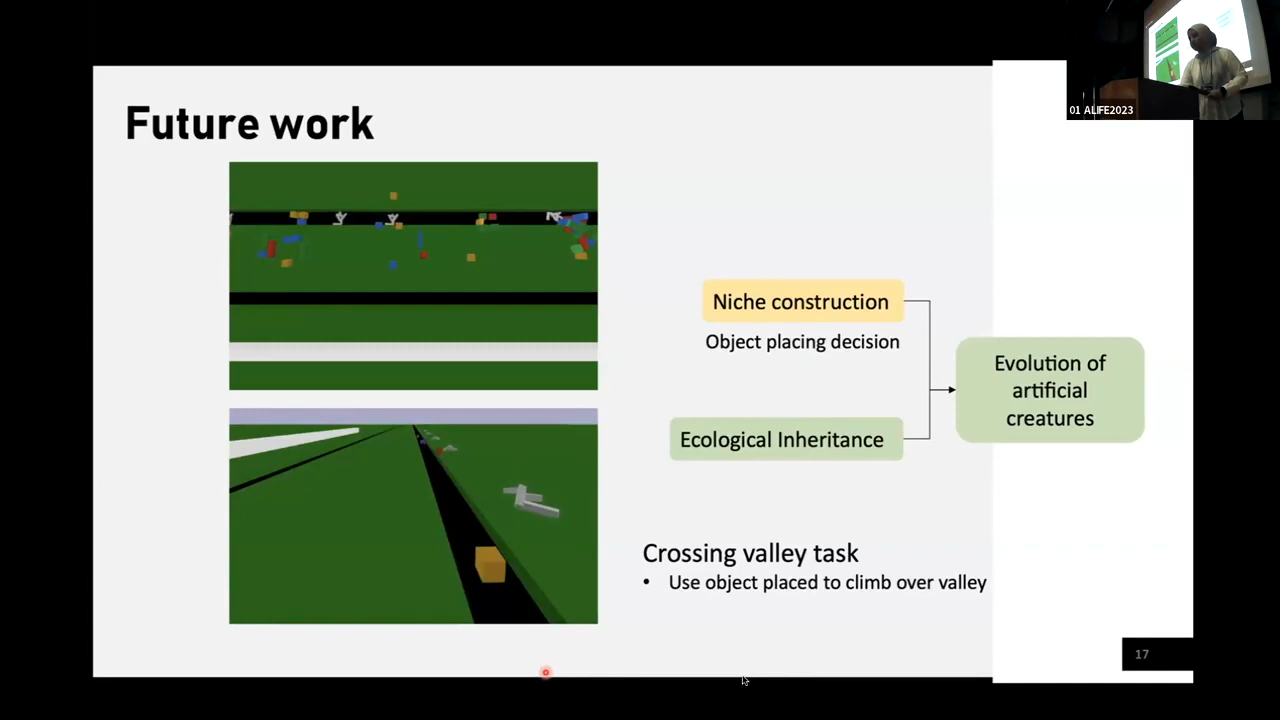 01 ALIFE2023
Future work
Niche construction
Object placing decision
Evolution of
artificial
creatures
Ecological Inheritance
Crossing valley task
• Use object placed to climb over valley
17